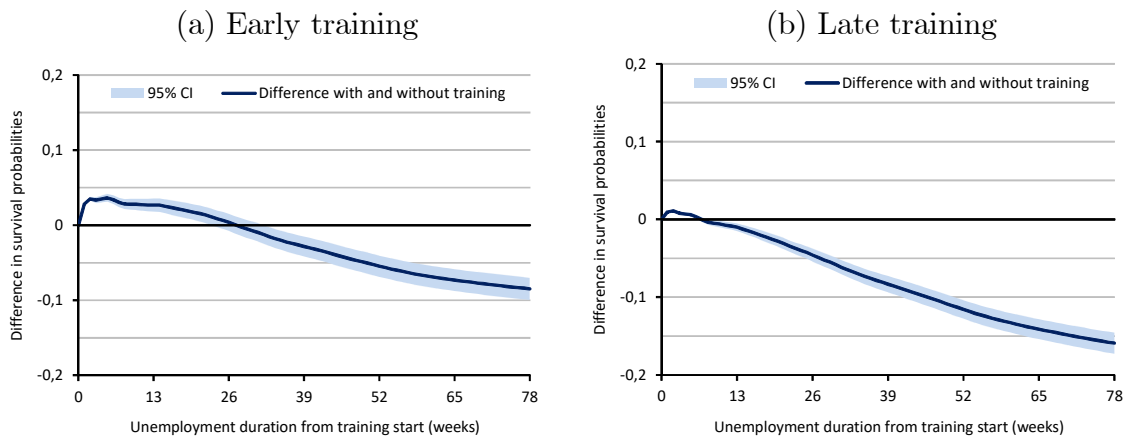 (a) Early training
Difference in survival probabilities
0,2
0,1
0
-0,1
-0,2
95% CI
Difference with and without training
0 13 26 39 52 65 78
Unemployment duration from training start (weeks)
(b) Late training
Difference in survival probabilities
0,2
0,1
0
-0,1
-0,2
95% CI
Difference with and without training
0 13 26 39 52 65 78
Unemployment duration from training start (weeks)